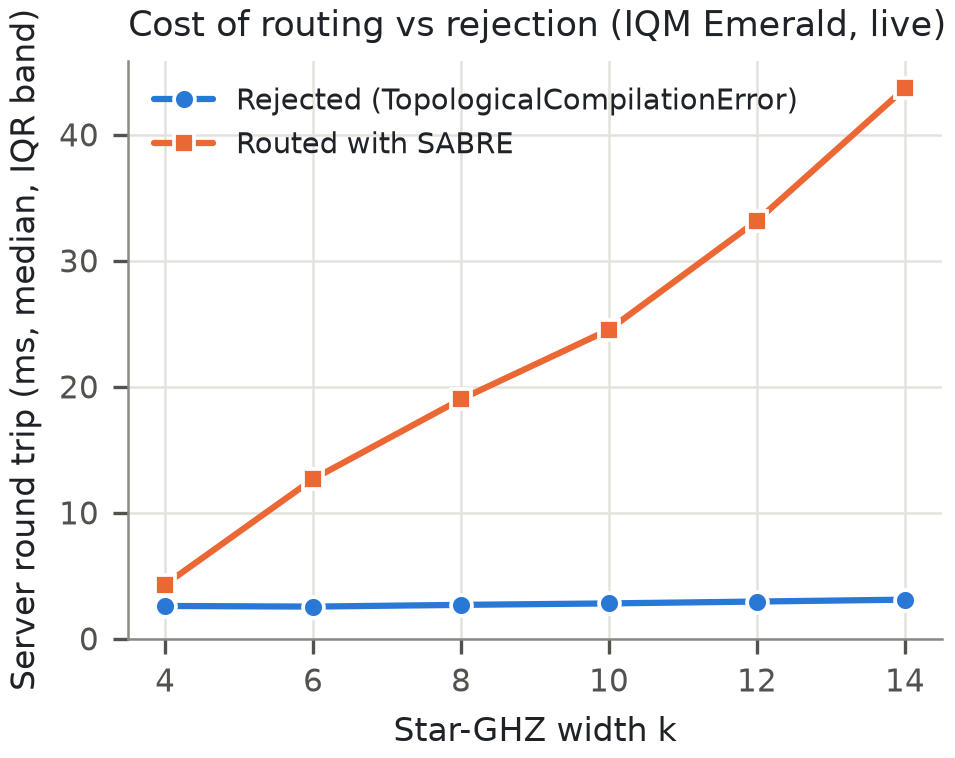 Cost of routing vs rejection (IQM Emerald, live)
Server round trip (ms, median, IQR band)
Rejected (TopologicalCompilationError)
Routed with SABRE
40
30
20
10
0
4 6 8 10 12 14
Star-GHZ width k